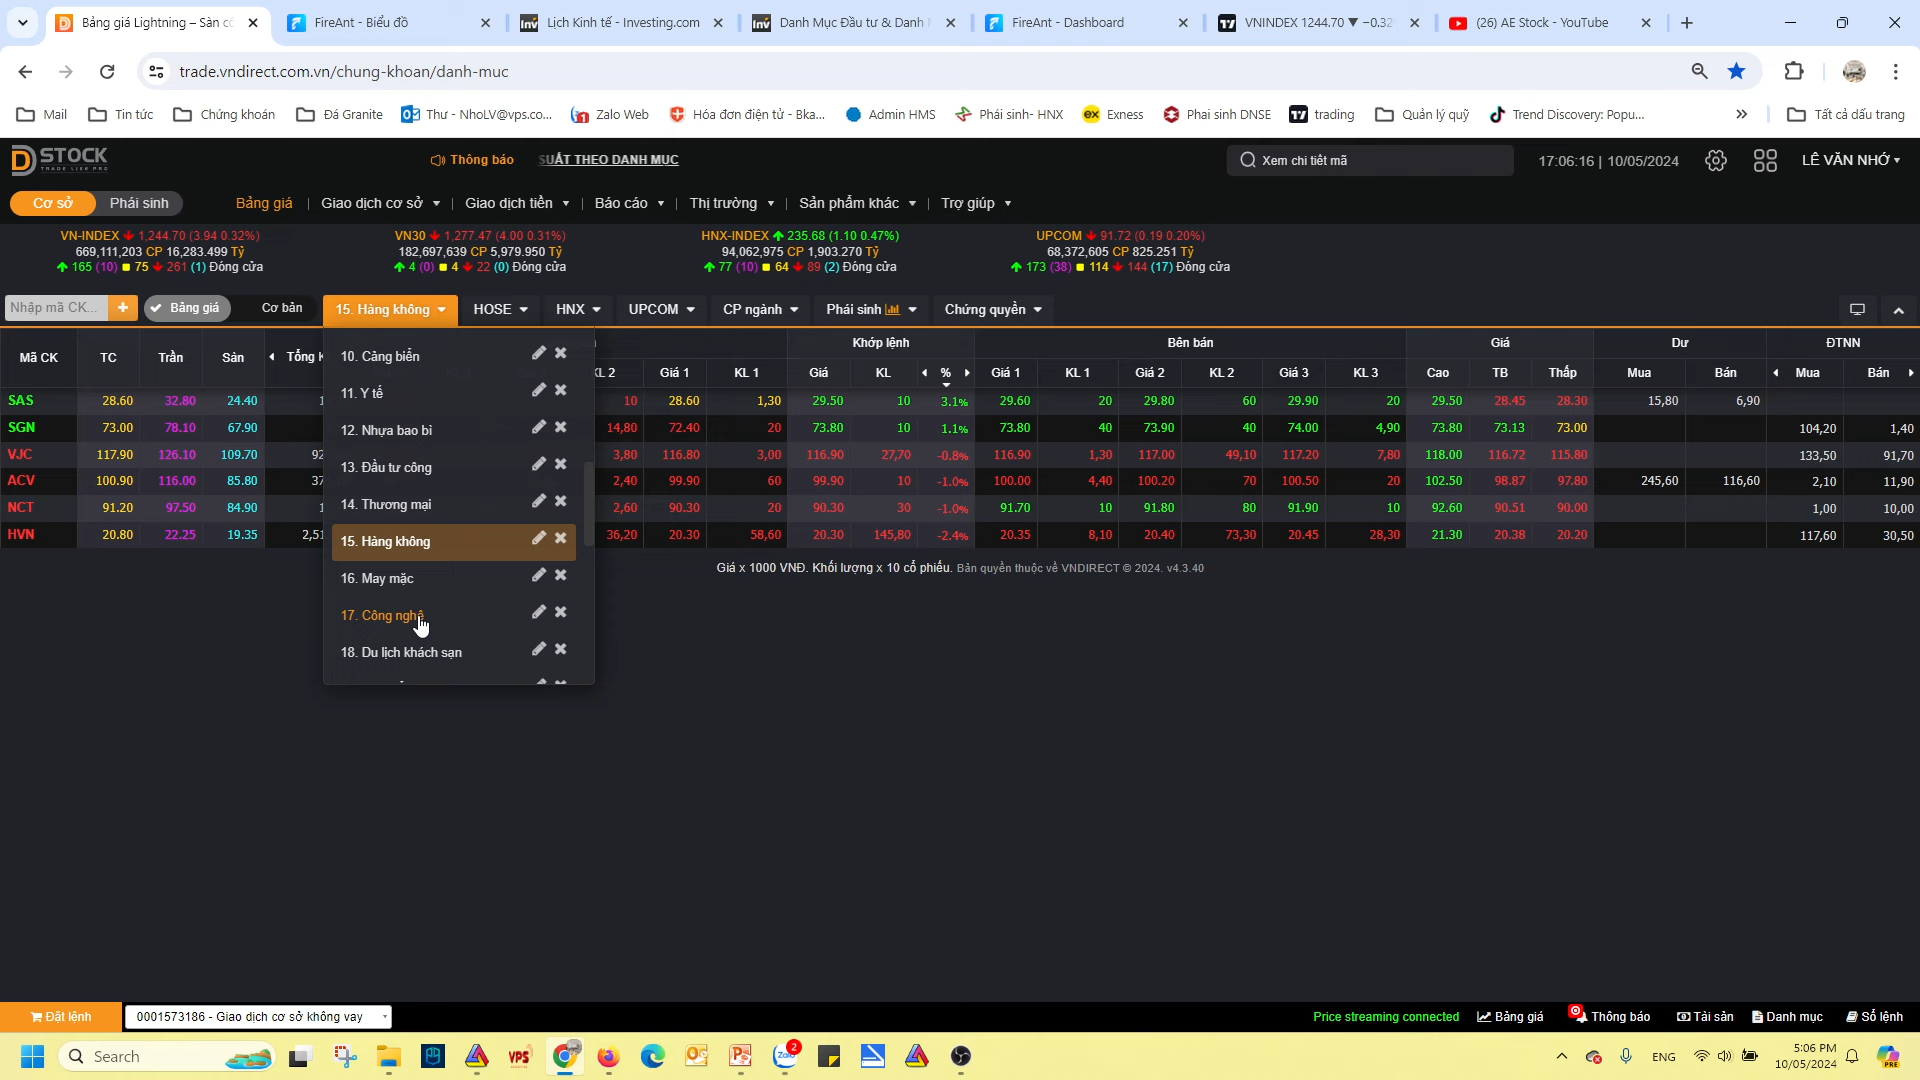 Bảng giá Lightning – Sàn cơ
FireAnt - Biểu đồ
Lịch Kinh tế - Investing.com
Danh Mục Đầu tư & Danh
FireAnt - Dashboard
VNINDEX 1244.70 ▼ −0.32
(26) AE Stock - YouTube
trade.vndirect.com.vn/chung-khoan/danh-muc
Mail
Tin tức
Chứng khoán
Đá Granite
Thư - NhoLV@vps.co...
Zalo Web
Hóa đơn điện tử - Bka...
Admin HMS
Phái sinh- HNX
Exness
Phai sinh DNSE
trading
Quản lý quỹ
Trend Discovery: Popu...
Tất cả dấu trang
D STOCK
TRADE LIKE PRO
Thông báo
SUẤT THEO DANH MỤC
Xem chi tiết mã
17:06:16 | 10/05/2024
LÊ VĂN NHỚ
Cơ sở
Phái sinh
Bảng giá
Giao dịch cơ sở
Giao dịch tiền
Báo cáo
Thị trường
Sản phẩm khác
Trợ giúp
VN-INDEX 1,244.70 (3.94 0.32%)
669,111,203 CP 16,283.499 Tỷ
165 (10) 75 261 (1) Đóng cửa
VN30 1,277.47 (4.00 0.31%)
182,697,639 CP 5,979.950 Tỷ
4 (0) 4 22 (0) Đóng cửa
HNX-INDEX 235.68 (1.10 0.47%)
94,062,975 CP 1,903.270 Tỷ
77 (10) 64 89 (2) Đóng cửa
UPCOM 91.72 (0.19 0.20%)
68,372,605 CP 825.251 Tỷ
173 (38) 114 144 (17) Đóng cửa
Nhập mã CK...
Bảng giá
Cơ bản
15. Hàng không
HOSE
HNX
UPCOM
CP ngành
Phái sinh
Chứng quyền
Mã CK TC Trần Sàn Tổng K
Khớp lệnh
Bên bán
Giá
Dư
ĐTNN
KL 2 Giá 1 KL 1 Giá KL % Giá 1 KL 1 Giá 2 KL 2 Giá 3 KL 3 Cao TB Thấp Mua Bán Mua Bán
SAS 28.60 32.80 24.40 1 10 28.60 1,30 29.50 10 3.1% 29.60 20 29.80 60 29.90 20 29.50 28.45 28.30 15,80 6,90
SGN 73.00 78.10 67.90 14,80 72.40 20 73.80 10 1.1% 73.80 40 73.90 40 74.00 4,90 73.80 73.13 73.00 104,20 1,40
VJC 117.90 126.10 109.70 92 3,80 116.80 3,00 116.90 27,70 -0.8% 116.90 1,30 117.00 49,10 117.20 7,80 118.00 116.72 115.80 133,50 91,70
ACV 100.90 116.00 85.80 37 2,40 99.90 60 99.90 10 -1.0% 100.00 4,40 100.20 70 100.50 20 102.50 98.87 97.80 245,60 116,60 2,10 11,90
NCT 91.20 97.50 84.90 1 2,60 90.30 20 90.30 30 -1.0% 91.70 10 91.80 80 91.90 10 92.60 90.51 90.00 1,00 10,00
HVN 20.80 22.25 19.35 2,51 36,20 20.30 58,60 20.30 145,80 -2.4% 20.35 8,10 20.40 73,30 20.45 28,30 21.30 20.38 20.20 117,60 30,50
10. Cảng biển
11. Y tế
12. Nhựa bao bì
13. Đầu tư công
14. Thương mại
15. Hàng không
16. May mặc
17. Công nghệ
18. Du lịch khách sạn
Giá x 1000 VNĐ. Khối lượng x 10 cổ phiếu. Bản quyền thuộc về VNDIRECT © 2024. v4.3.40
Đặt lệnh
0001573186 - Giao dịch cơ sở không vay
Price streaming connected
Bảng giá
Thông báo
Tài sản
Danh mục
Sổ lệnh
Search
VPS
Zalo
2
ENG
5:06 PM
10/05/2024
PRE